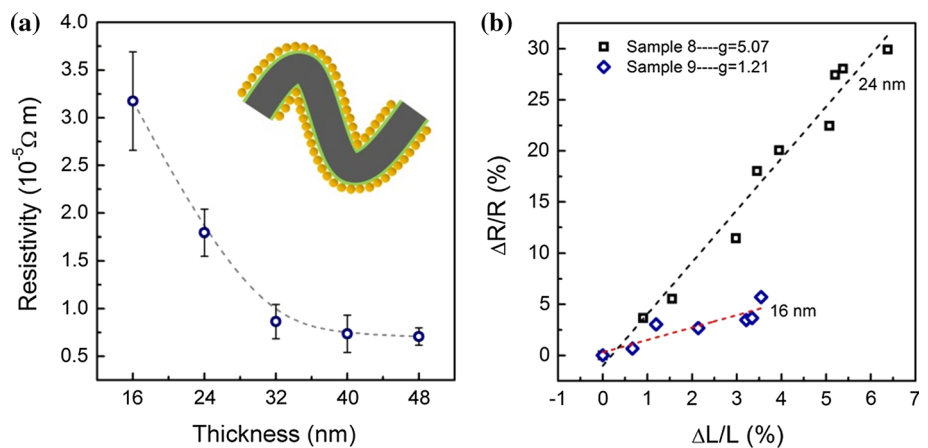 (a)
4.0
3.5
3.0
2.5
2.0
1.5
1.0
0.5
Resistivity (10⁻⁵Ω m)
16 24 32 40 48
Thickness (nm)
(b)
30
25
20
15
10
5
0
ΔR/R (%)
Sample 8----g=5.07
Sample 9----g=1.21
24 nm
16 nm
-1 0 1 2 3 4 5 6 7
ΔL/L (%)